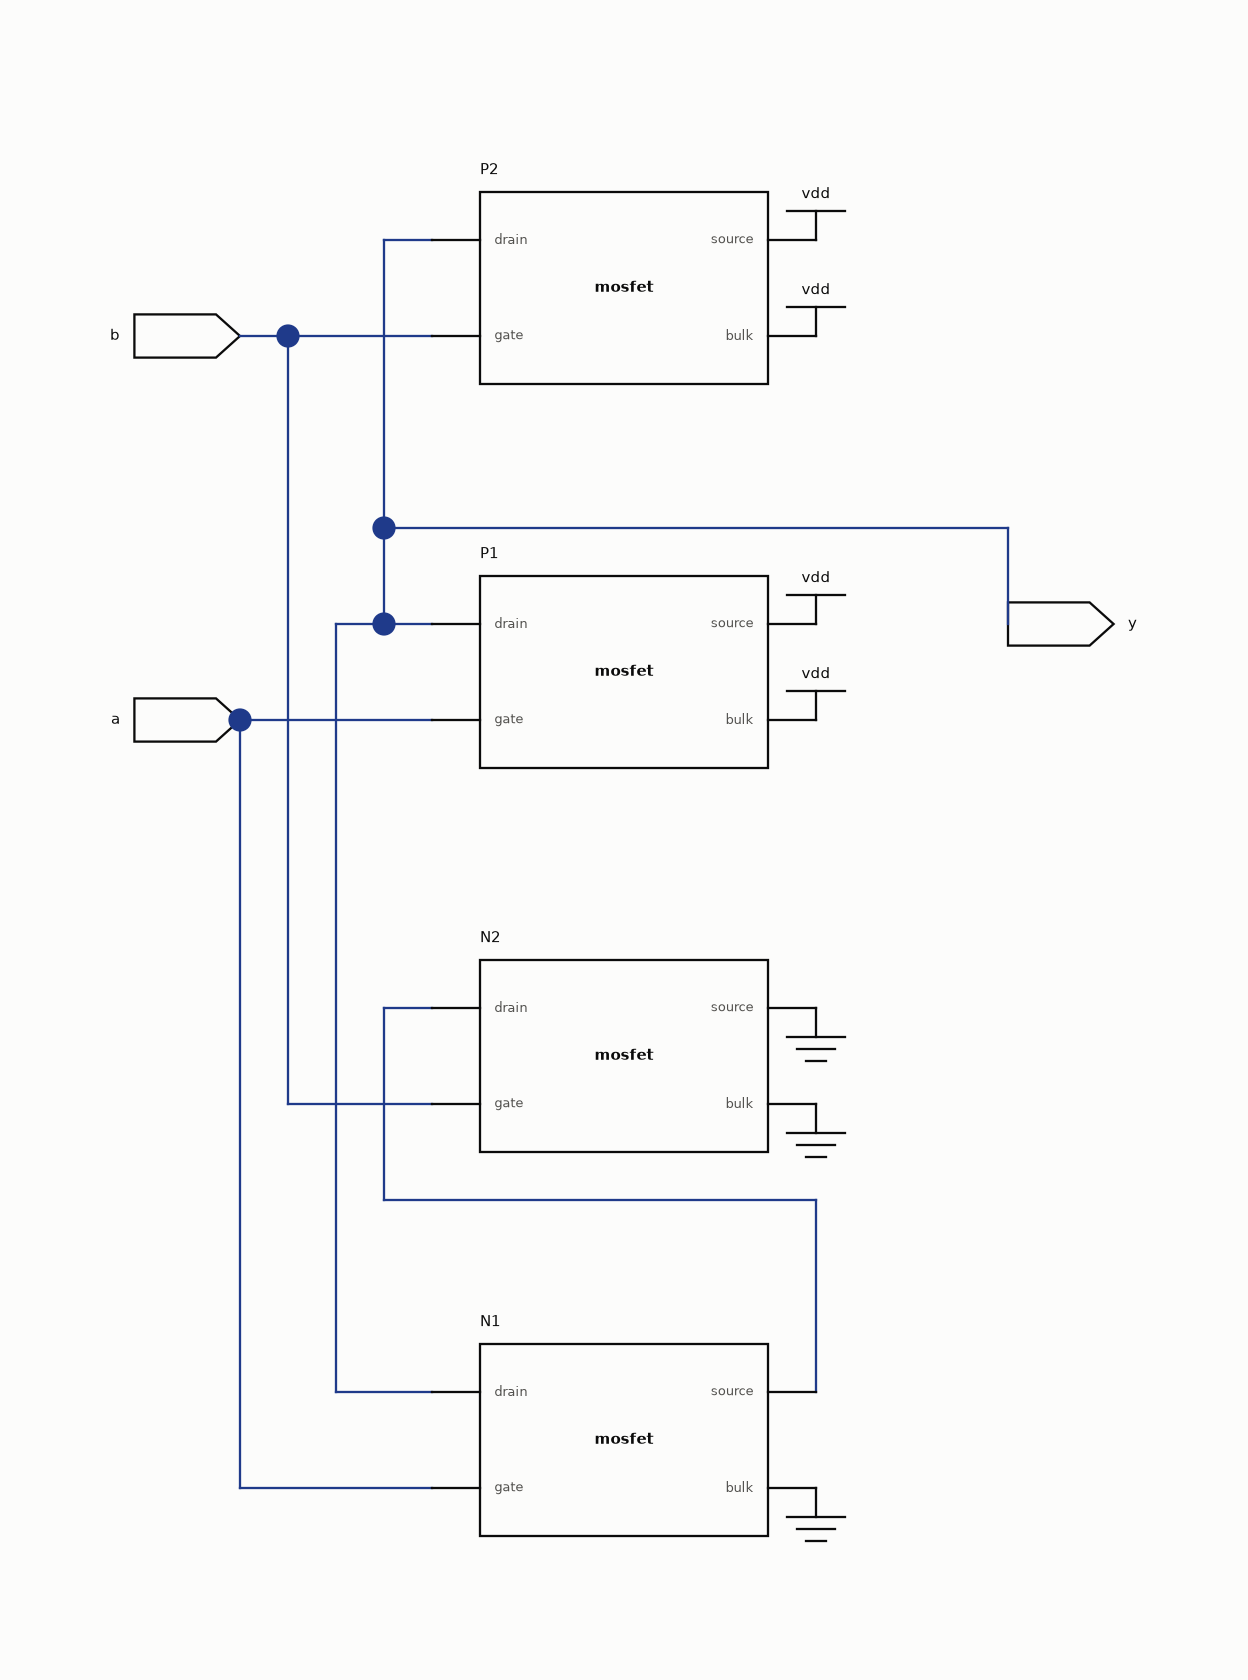 P2
vdd
drain
source
mosfet
vdd
b
gate
bulk
P1
vdd
drain
source
y
mosfet
vdd
a
gate
bulk
N2
drain
source
mosfet
gate
bulk
N1
drain
source
mosfet
gate
bulk